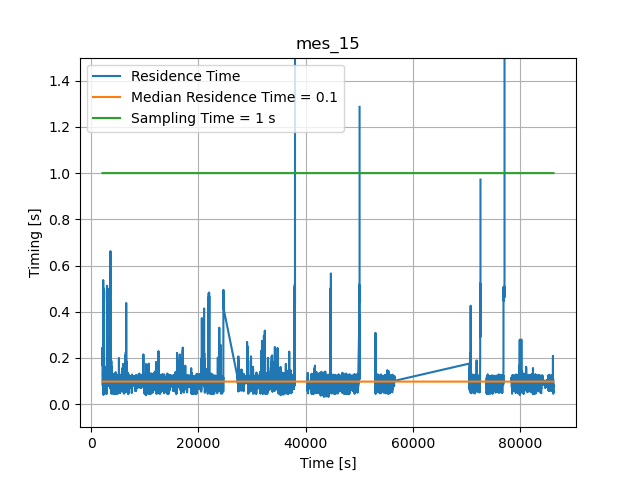 mes_15
Residence Time
Median Residence Time = 0.1
Sampling Time = 1 s
1.4
1.2
1.0
0.8
0.6
0.4
0.2
0.0
Timing [s]
0
20000
40000
60000
80000
Time [s]